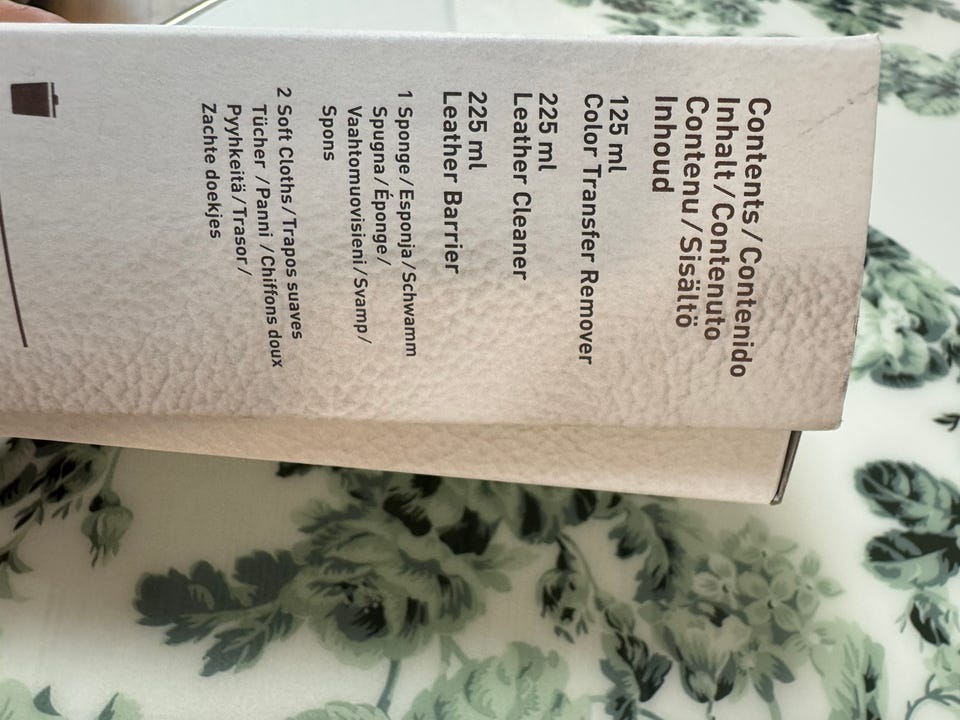 Contents / Contenido
Inhalt / Contenuto
Contenu / Sisältö
Inhoud
125 ml
Color Transfer Remover
225 ml
Leather Cleaner
225 ml
Leather Barrier
1 Sponge / Esponja / Schwamm
Spugna / Éponge /
Vaahtomuovisieni / Svamp /
Spons
2 Soft Cloths / Trapos suaves
Tücher / Panni / Chiffons doux
Pyyhkeitä / Trasor /
Zachte doekjes